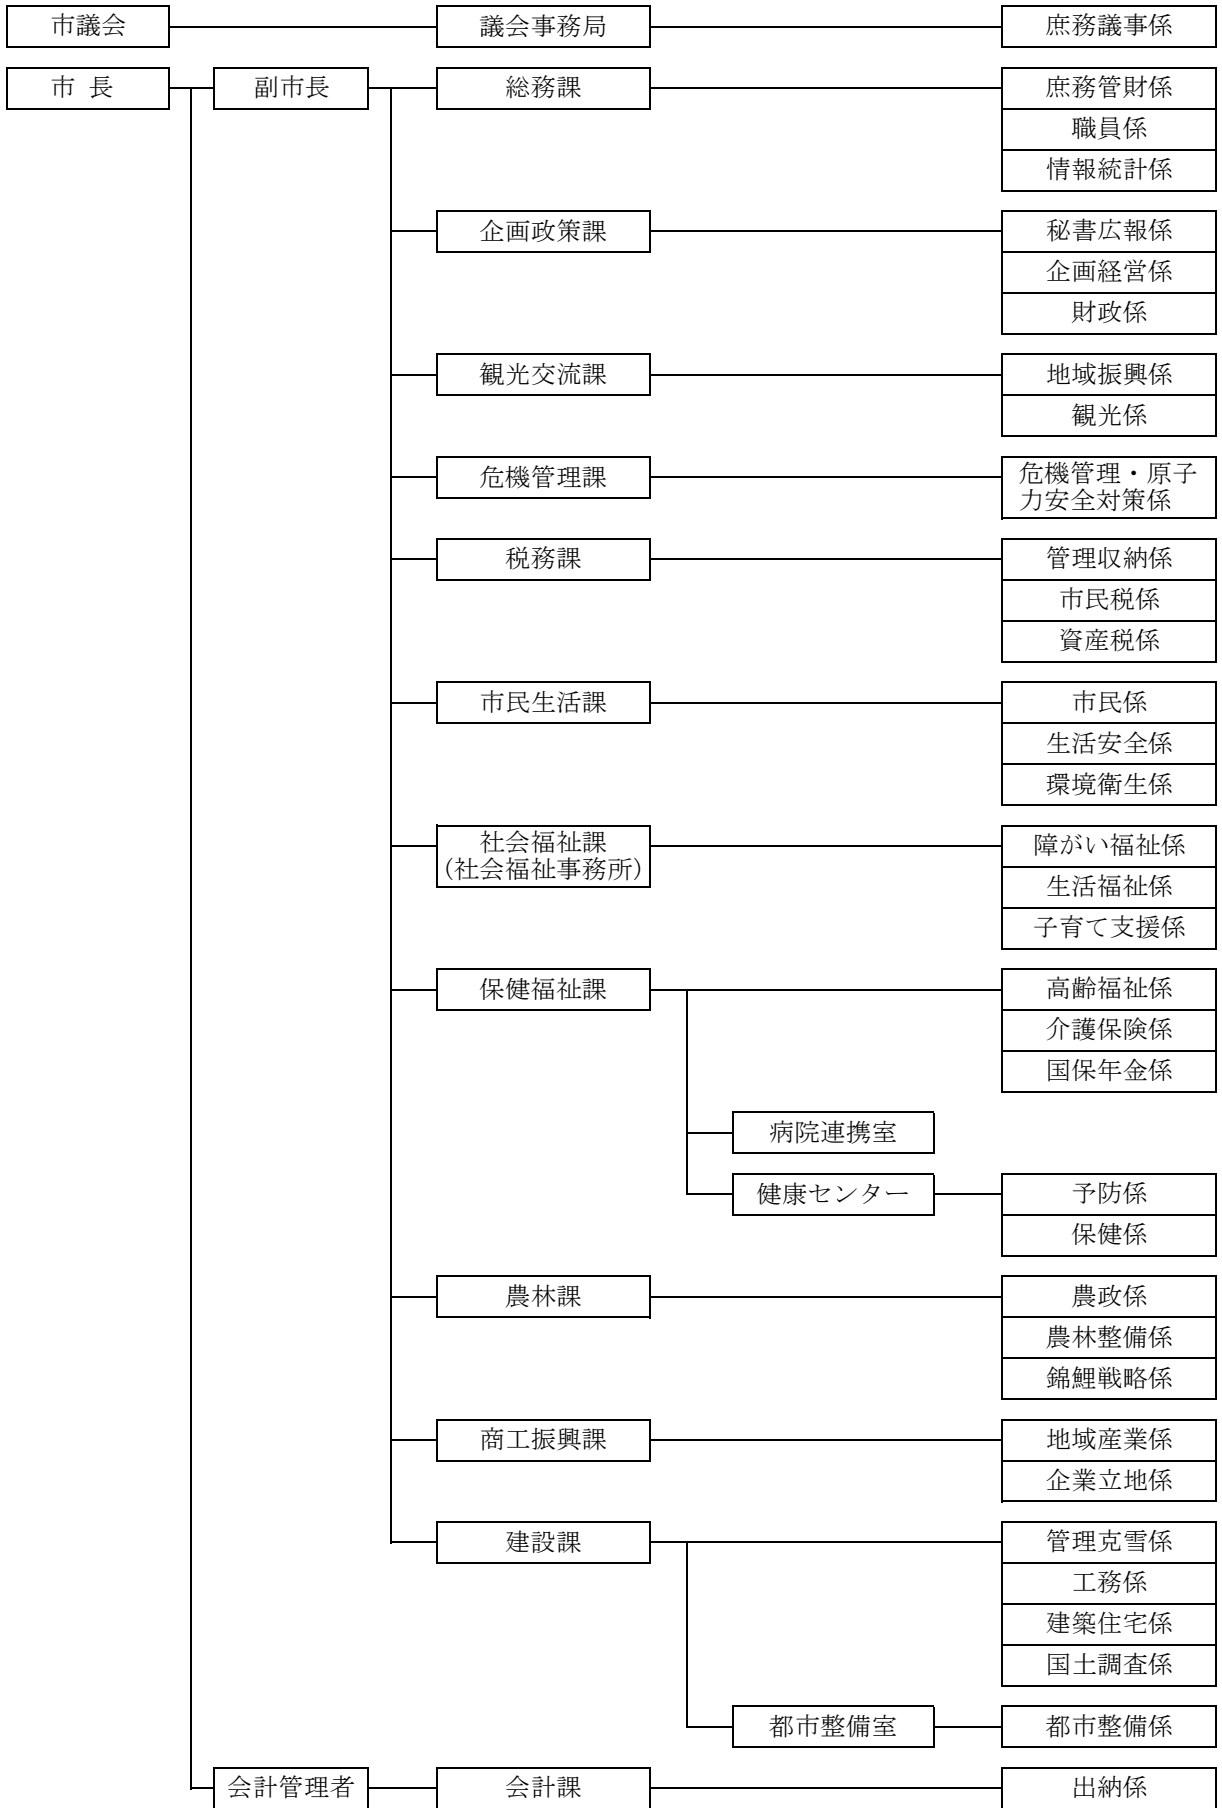 市議会 議会事務局 庶務議事係
市 長 副市長 総務課 庶務管財係
職員係
情報統計係
企画政策課 秘書広報係
企画経営係
財政係
観光交流課 地域振興係
観光係
危機管理課 危機管理・原子
力安全対策係
税務課 管理収納係
市民税係
資産税係
市民生活課 市民係
生活安全係
環境衛生係
社会福祉課
(社会福祉事務所)
障がい福祉係
生活福祉係
子育て支援係
保健福祉課 高齢福祉係
介護保険係
国保年金係
病院連携室
健康センター 予防係
保健係
農林課 農政係
農林整備係
錦鯉戦略係
商工振興課 地域産業係
企業立地係
建設課 管理克雪係
工務係
建築住宅係
国土調査係
都市整備室 都市整備係
会計管理者 会計課 出納係